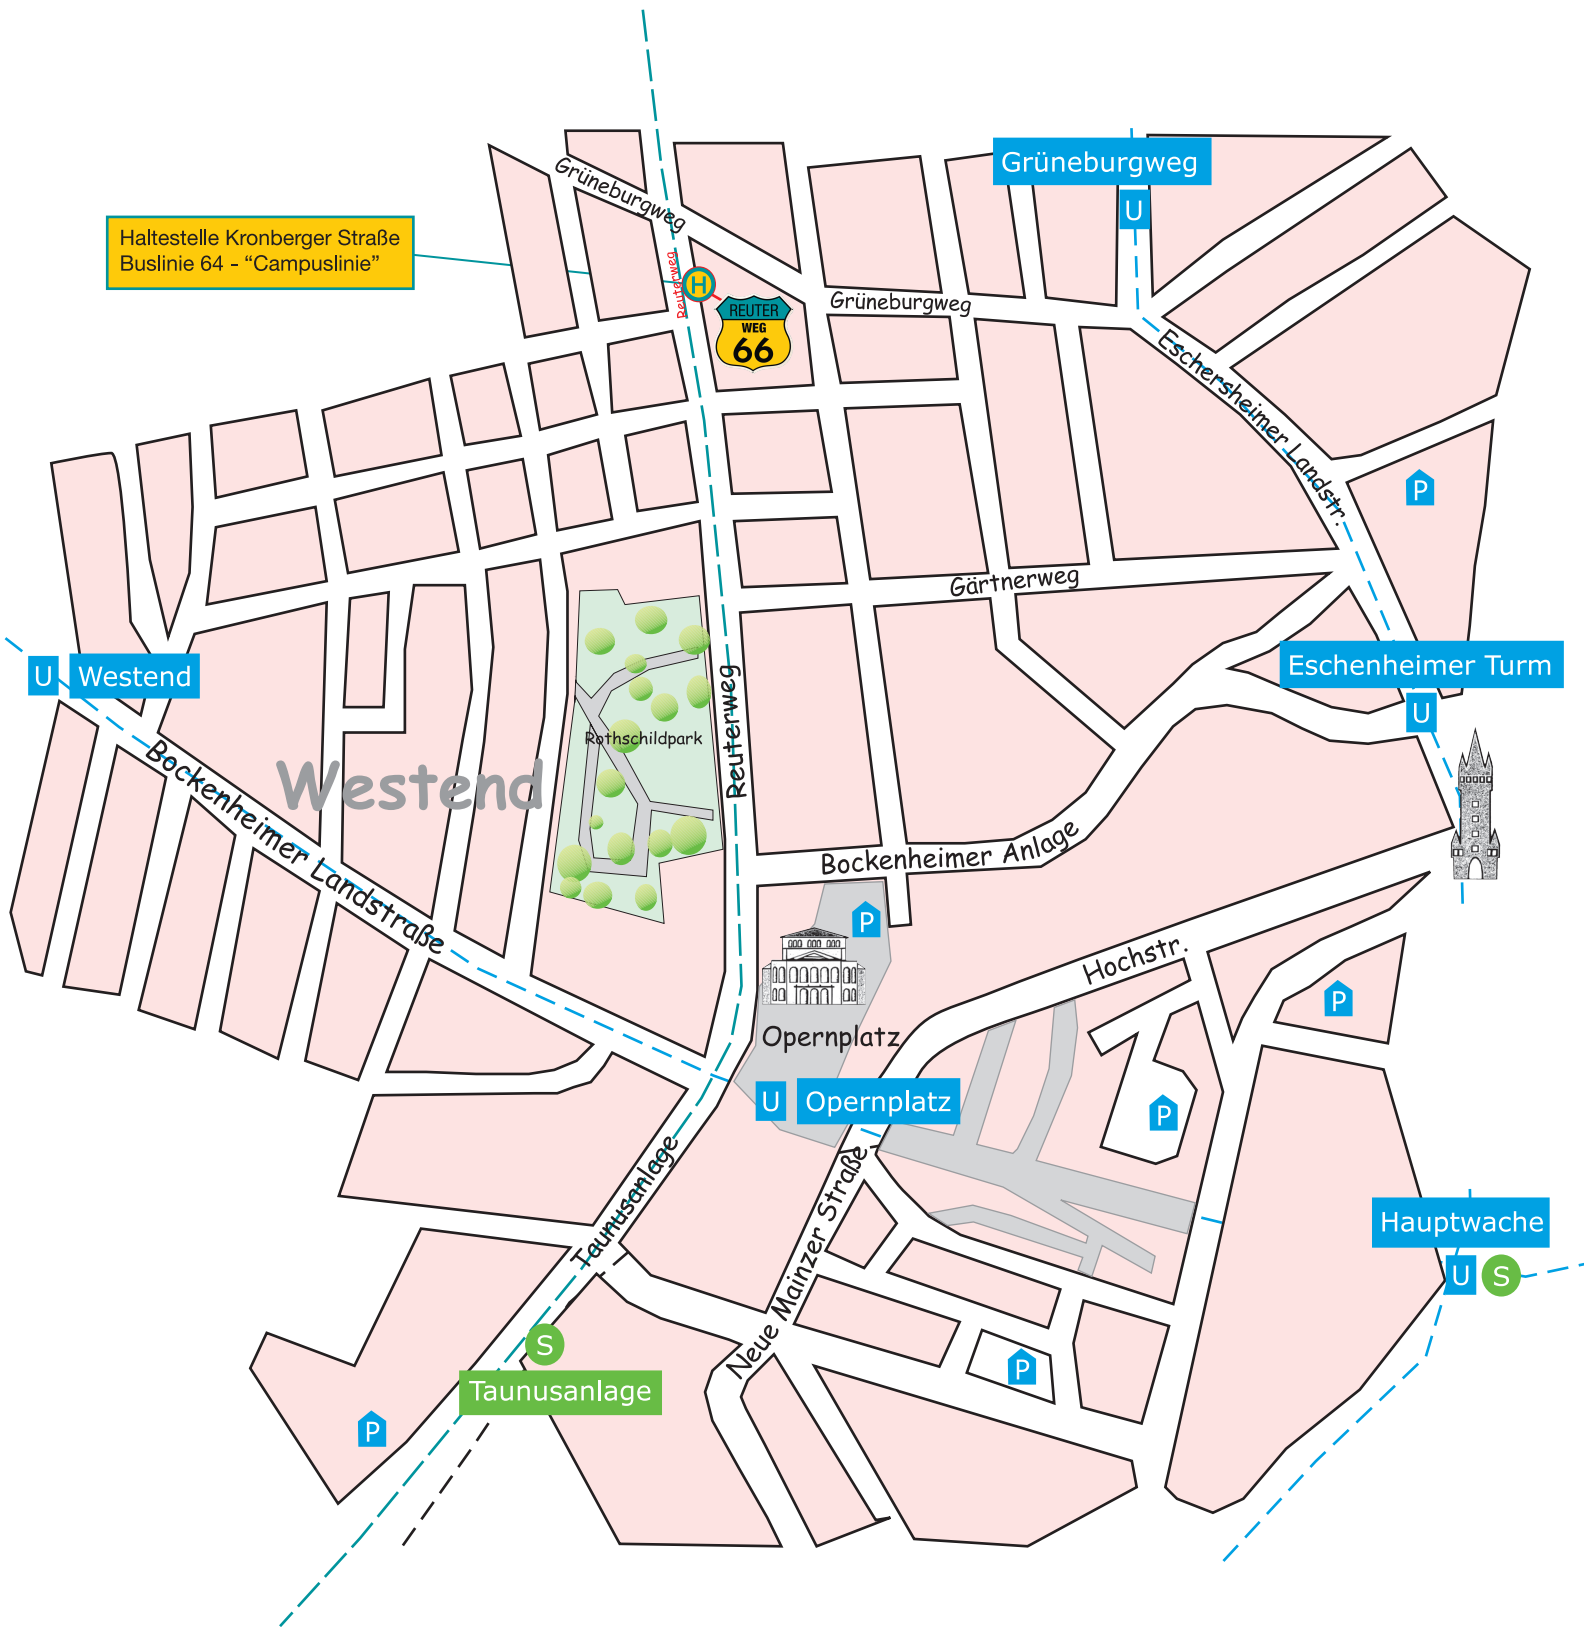 Grüneburgweg
Grüneburgweg
U
Haltestelle Kronberger Straße
Buslinie 64 - “Campuslinie”
Reuterweg
H
REUTER
WEG
66
Grüneburgweg
Eschersheimer Landstr.
P
Gärtnerweg
U
Westend
Eschenheimer Turm
U
Reuterweg
Rothschildpark
Westend
Bockenheimer Landstraße
Bockenheimer Anlage
P
Hochstr.
P
Opernplatz
U
Opernplatz
P
Taunusanlage
Neue Mainzer Straße
Hauptwache
U
S
S
Taunusanlage
P
P